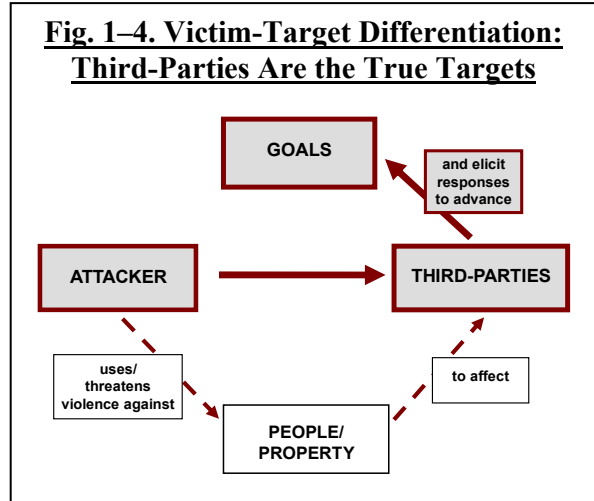 Fig. 1–4. Victim-Target Differentiation:
Third-Parties Are the True Targets
GOALS
and elicit
responses
to advance
ATTACKER
THIRD-PARTIES
uses/
threatens
violence against
to affect
PEOPLE/
PROPERTY